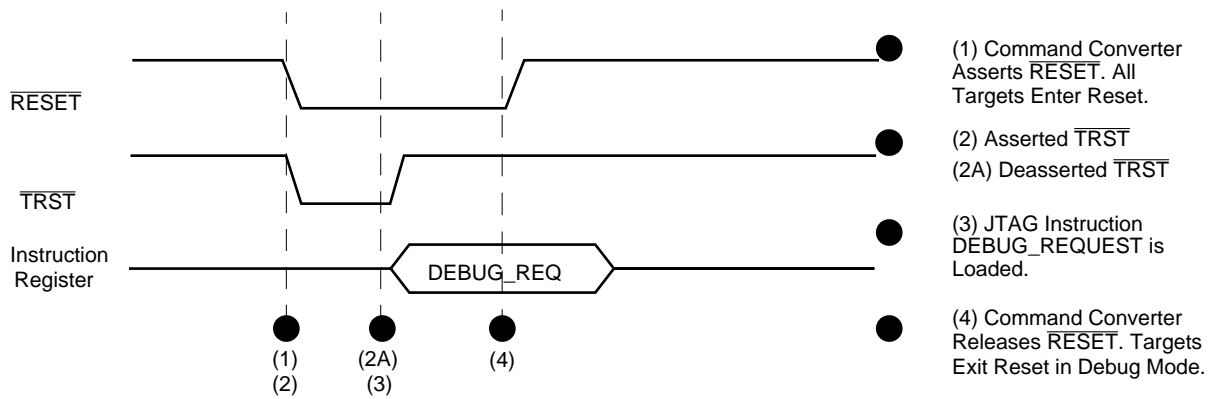 RESET
TRST
Instruction
Register
DEBUG_REQ
(1)
(2)
(2A)
(3)
(4)
(1) Command Converter
Asserts RESET. All
Targets Enter Reset.
(2) Asserted TRST
(2A) Deasserted TRST
(3) JTAG Instruction
DEBUG_REQUEST is
Loaded.
(4) Command Converter
Releases RESET. Targets
Exit Reset in Debug Mode.